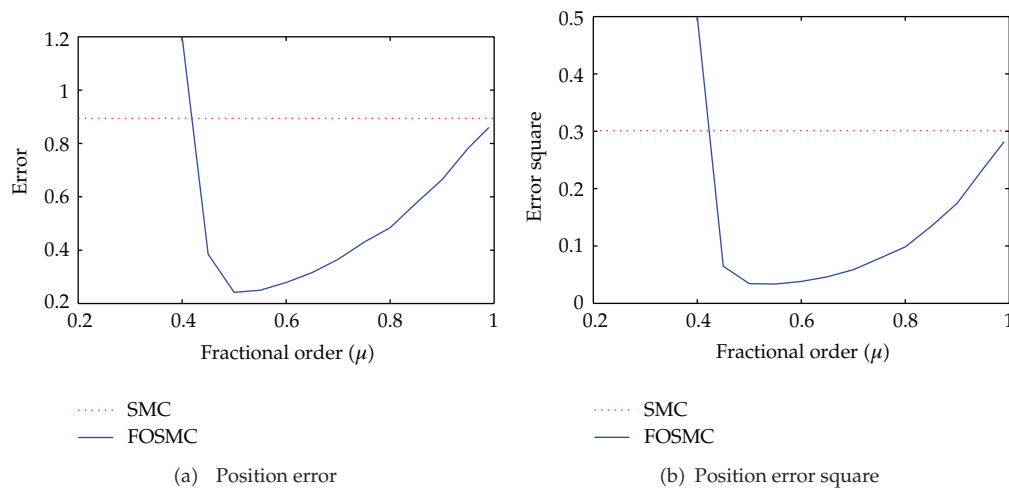 1.2
1
0.8
0.6
0.4
0.2
Error
0.2 0.4 0.6 0.8 1
Fractional order (μ)
SMC
FOSMC
(a) Position error
0.5
0.4
0.3
0.2
0.1
0
Error square
0.2 0.4 0.6 0.8 1
Fractional order (μ)
SMC
FOSMC
(b) Position error square